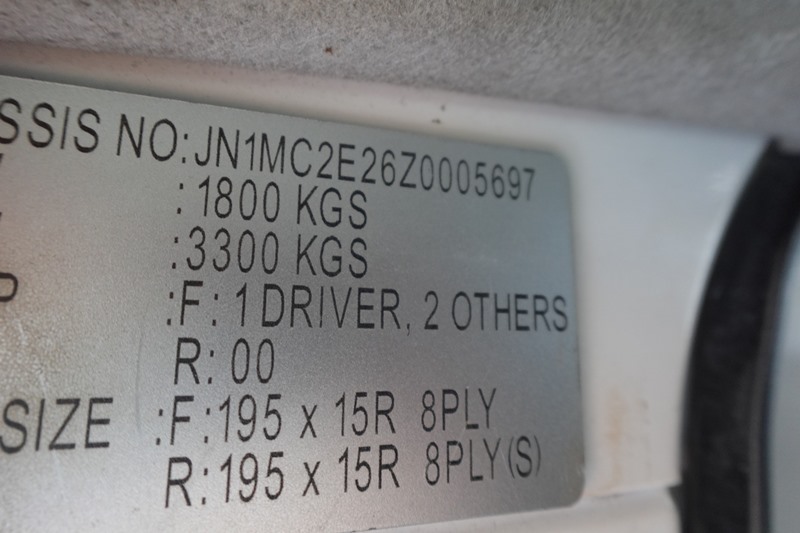 SSIS NO: JN1MC2E26Z0005697
: 1800 KGS
: 3300 KGS
P :F: 1 DRIVER, 2 OTHERS
R: 00
SIZE :F: 195 x 15R 8PLY
R: 195 x 15R 8PLY(S)